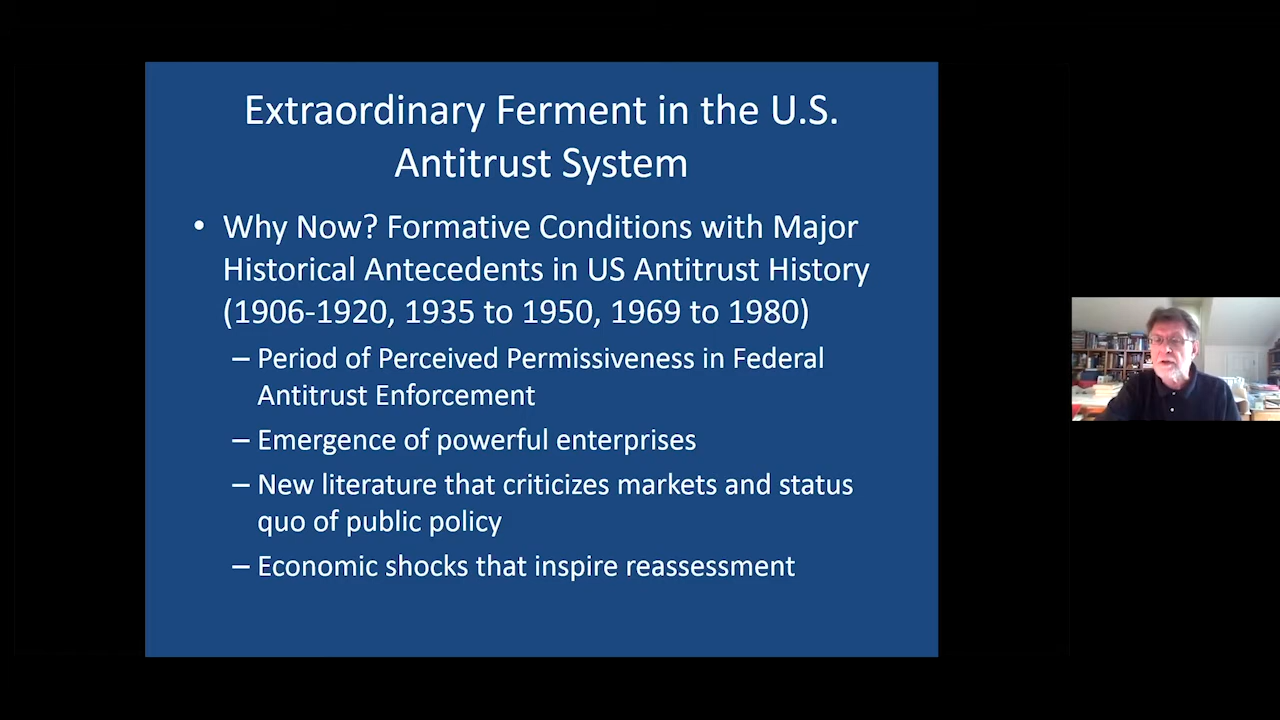 Extraordinary Ferment in the U.S.
Antitrust System
• Why Now? Formative Conditions with Major
Historical Antecedents in US Antitrust History
(1906-1920, 1935 to 1950, 1969 to 1980)
– Period of Perceived Permissiveness in Federal
Antitrust Enforcement
– Emergence of powerful enterprises
– New literature that criticizes markets and status
quo of public policy
– Economic shocks that inspire reassessment